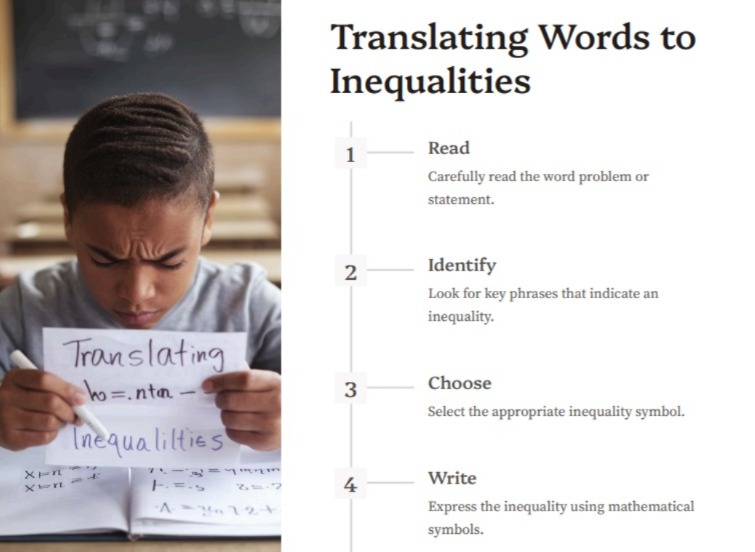 Translating Words to
Inequalities
1
Read
Carefully read the word problem or
statement.
2
Identify
Look for key phrases that indicate an
inequality.
3
Choose
Select the appropriate inequality symbol.
4
Write
Express the inequality using mathematical
symbols.
Translating
Inequalilties